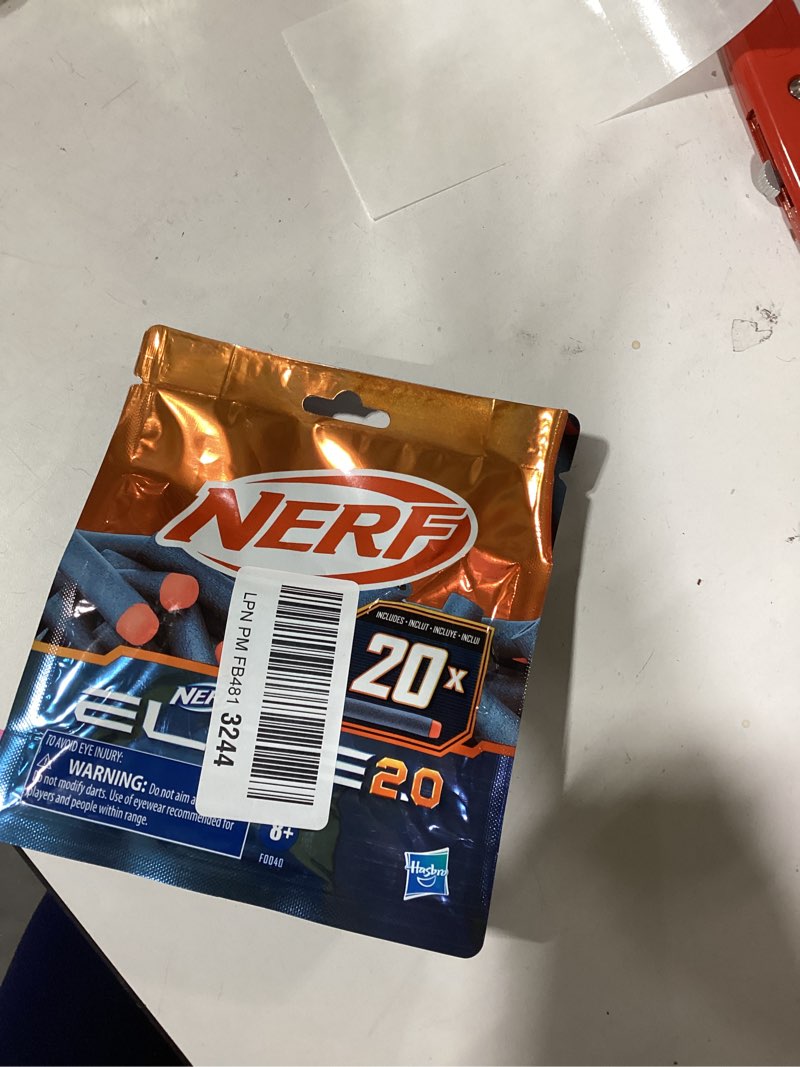 NERF
LPN PM FB481 3244
INCLUDES • INCLUT • INCLUYE • INCLUI
20x
2.0
TO AVOID EYE INJURY:
WARNING: Do not aim
not modify darts. Use of eyewear recommended for
players and people within range.
8+
F0040
Hasbro